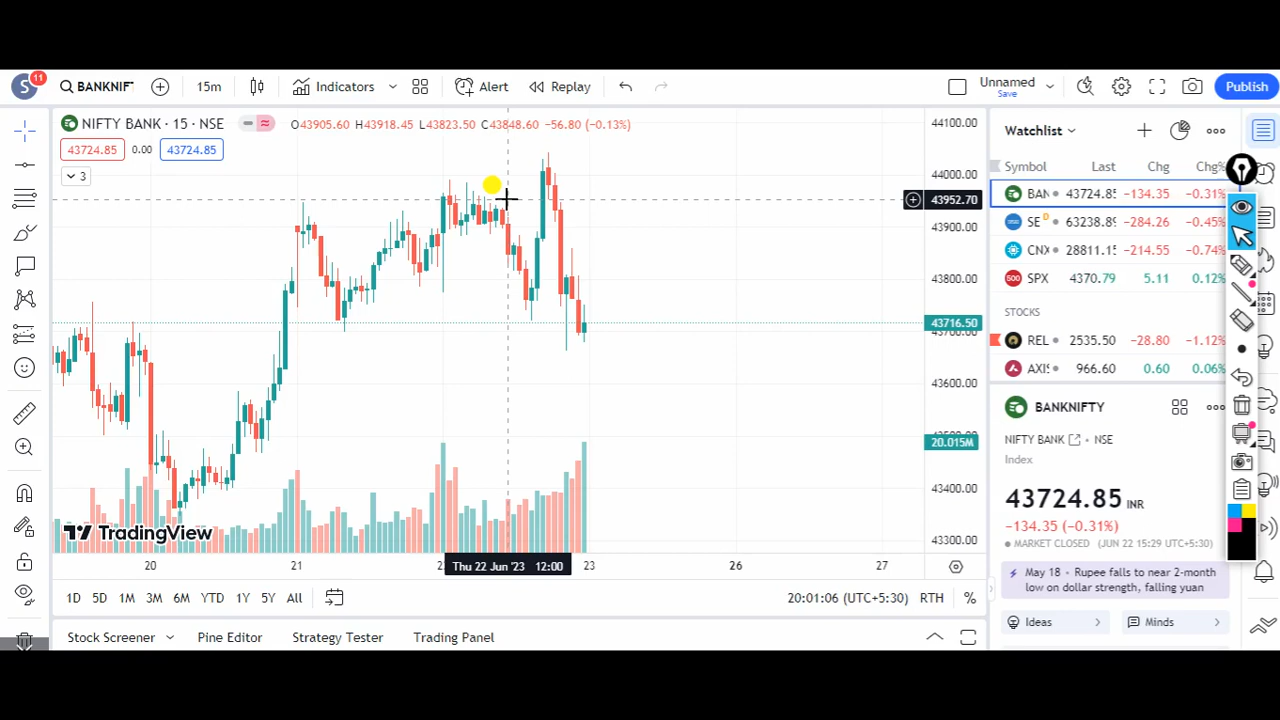 S 11 BANKNIF 15m Indicators Alert Replay Unnamed Save Publish
NIFTY BANK · 15 · NSE O43905.60 H43918.45 L43823.50 C43848.60 -56.80 (-0.13%)
43724.85 0.00 43724.85
3
44100.00
44000.00
43952.70
43900.00
43800.00
43716.50
43700.00
43600.00
20.015M
43400.00
43300.00
TradingView
20 21 Thu 22 Jun '23 12:00 23 26 27
1D 5D 1M 3M 6M YTD 1Y 5Y All 20:01:06 (UTC+5:30) RTH %
Stock Screener Pine Editor Strategy Tester Trading Panel
Watchlist
Symbol Last Chg Chg%
BAN 43724.85 -134.35 -0.31%
SE D 63238.89 -284.26 -0.45%
CNX 28811.15 -214.55 -0.74%
500 SPX 4370.79 5.11 0.12%
STOCKS
REL 2535.50 -28.80 -1.12%
AXIS 966.60 0.60 0.06%
BANKNIFTY
NIFTY BANK NSE
Index
43724.85 INR
-134.35 (-0.31%)
MARKET CLOSED (JUN 22 15:29 UTC+5:30)
May 18 • Rupee falls to near 2-month
low on dollar strength, falling yuan
Ideas Minds